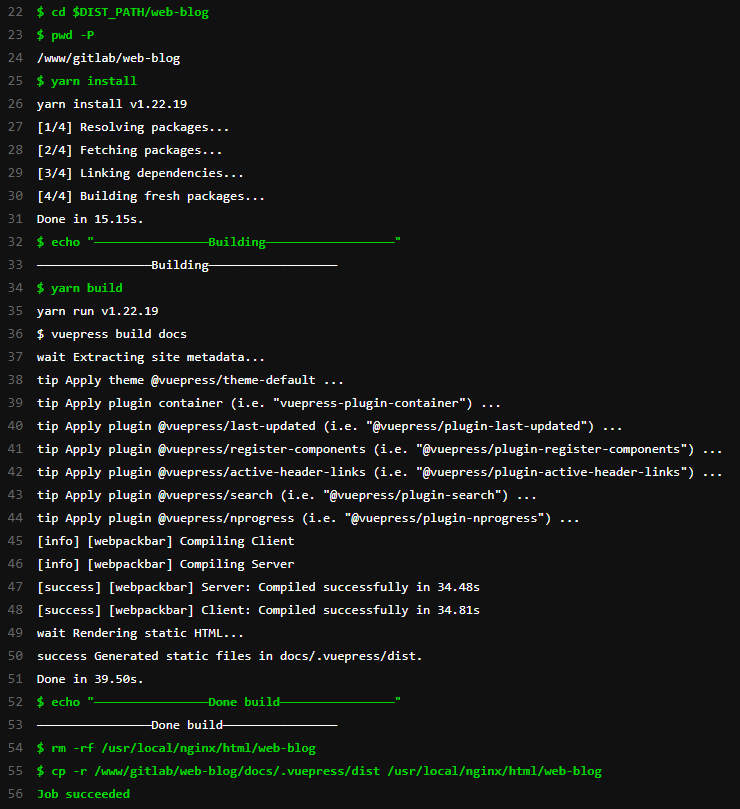 22 $ cd $DIST_PATH/web-blog
23 $ pwd -P
24 /www/gitlab/web-blog
25 $ yarn install
26 yarn install v1.22.19
27 [1/4] Resolving packages...
28 [2/4] Fetching packages...
29 [3/4] Linking dependencies...
30 [4/4] Building fresh packages...
31 Done in 15.15s.
32 $ echo "————————————————Building——————————————————"
33 ————————————————Building——————————————————
34 $ yarn build
35 yarn run v1.22.19
36 $ vuepress build docs
37 wait Extracting site metadata...
38 tip Apply theme @vuepress/theme-default ...
39 tip Apply plugin container (i.e. "vuepress-plugin-container") ...
40 tip Apply plugin @vuepress/last-updated (i.e. "@vuepress/plugin-last-updated") ...
41 tip Apply plugin @vuepress/register-components (i.e. "@vuepress/plugin-register-components") ...
42 tip Apply plugin @vuepress/active-header-links (i.e. "@vuepress/plugin-active-header-links") ...
43 tip Apply plugin @vuepress/search (i.e. "@vuepress/plugin-search") ...
44 tip Apply plugin @vuepress/nprogress (i.e. "@vuepress/plugin-nprogress") ...
45 [info] [webpackbar] Compiling Client
46 [info] [webpackbar] Compiling Server
47 [success] [webpackbar] Server: Compiled successfully in 34.48s
48 [success] [webpackbar] Client: Compiled successfully in 34.81s
49 wait Rendering static HTML...
50 success Generated static files in docs/.vuepress/dist.
51 Done in 39.50s.
52 $ echo "————————————————Done build————————————————"
53 ————————————————Done build————————————————
54 $ rm -rf /usr/local/nginx/html/web-blog
55 $ cp -r /www/gitlab/web-blog/docs/.vuepress/dist /usr/local/nginx/html/web-blog
56 Job succeeded